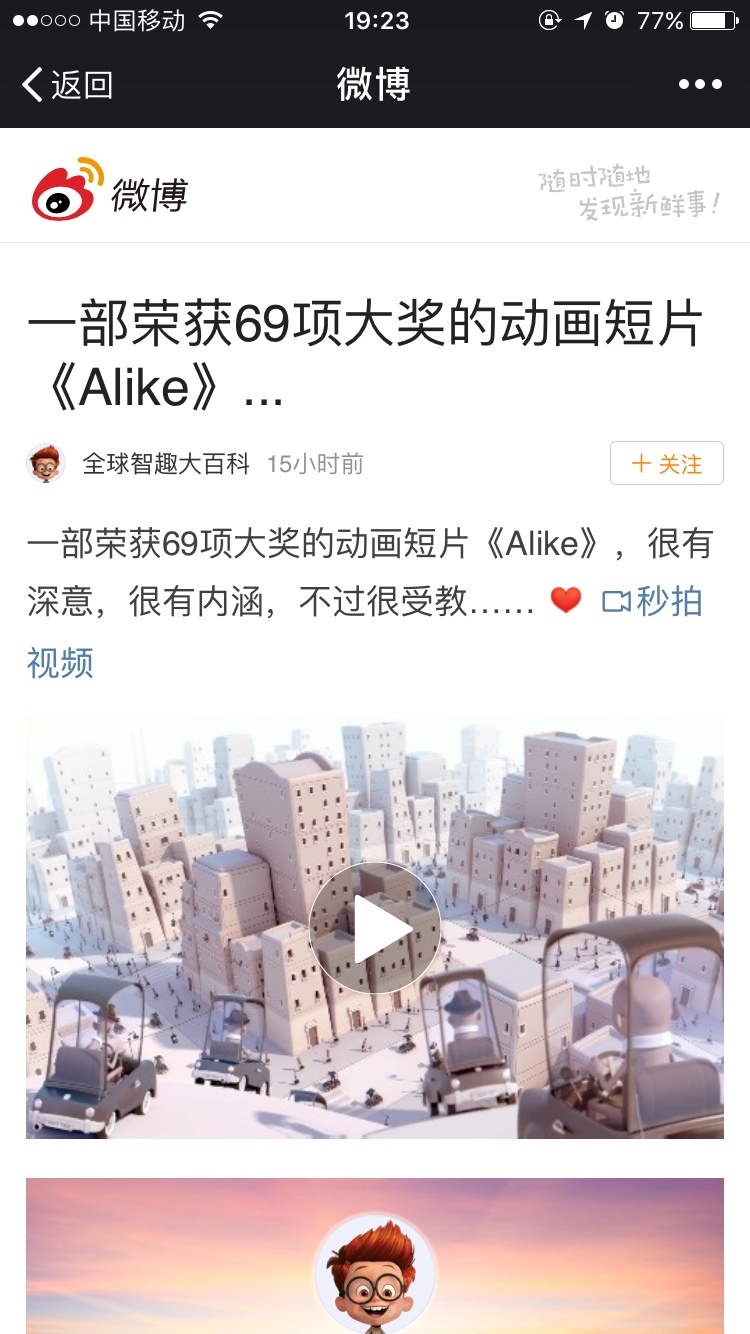 中国移动 19:23 77%
返回 微博 •••
微博 随时随地
发现新鲜事!
一部荣获69项大奖的动画短片
《Alike》...
全球智趣大百科 15小时前 +关注
一部荣获69项大奖的动画短片《Alike》，很有
深意，很有内涵，不过很受教…… ❤ 秒拍
视频